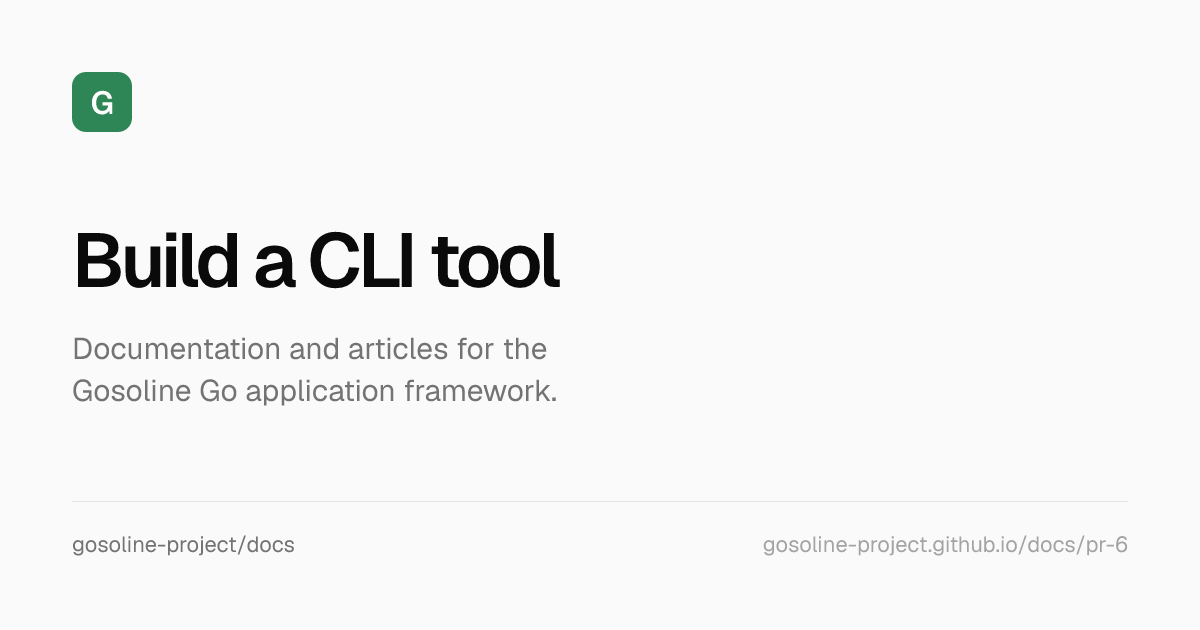 G
Build a CLI tool
Documentation and articles for the
Gosoline Go application framework.
gosoline-project/docs
gosoline-project.github.io/docs/pr-6